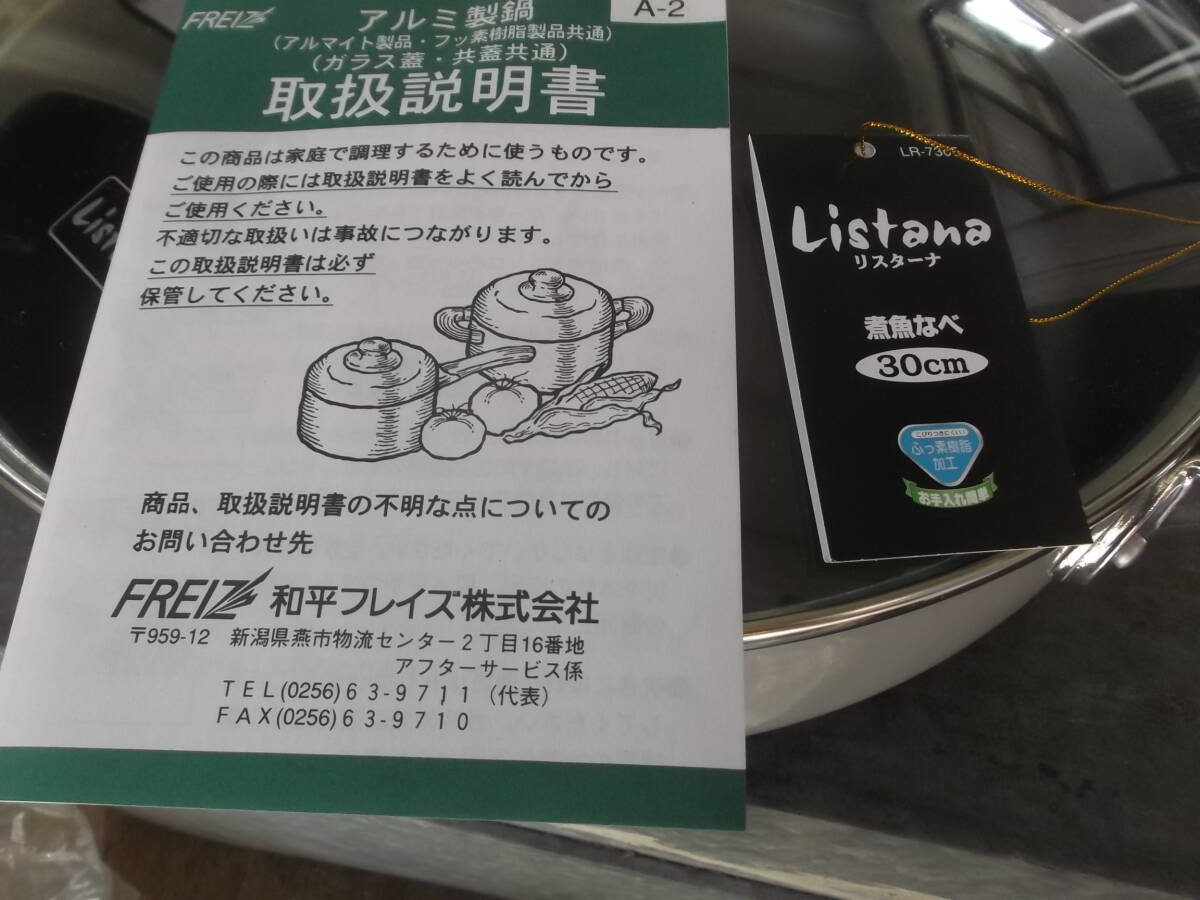 FREIZ
A-2
アルミ製鍋
(アルマイト製品・フッ素樹脂製品共通)
(ガラス蓋・共蓋共通)
取扱説明書
この商品は家庭で調理するために使うものです。
ご使用の際には取扱説明書をよく読んでから
ご使用ください。
不適切な取扱いは事故につながります。
この取扱説明書は必ず
保管してください。
商品、取扱説明書の不明な点についての
お問い合わせ先
FREIZ 和平フレイズ株式会社
〒959-12 新潟県燕市物流センター2丁目16番地
アフターサービス係
TEL(0256)63-9711(代表)
FAX(0256)63-9710
Listana
リスターナ
煮魚なべ
30cm
こびりつきにくい!
ふっ素樹脂
加工
お手入れ簡単